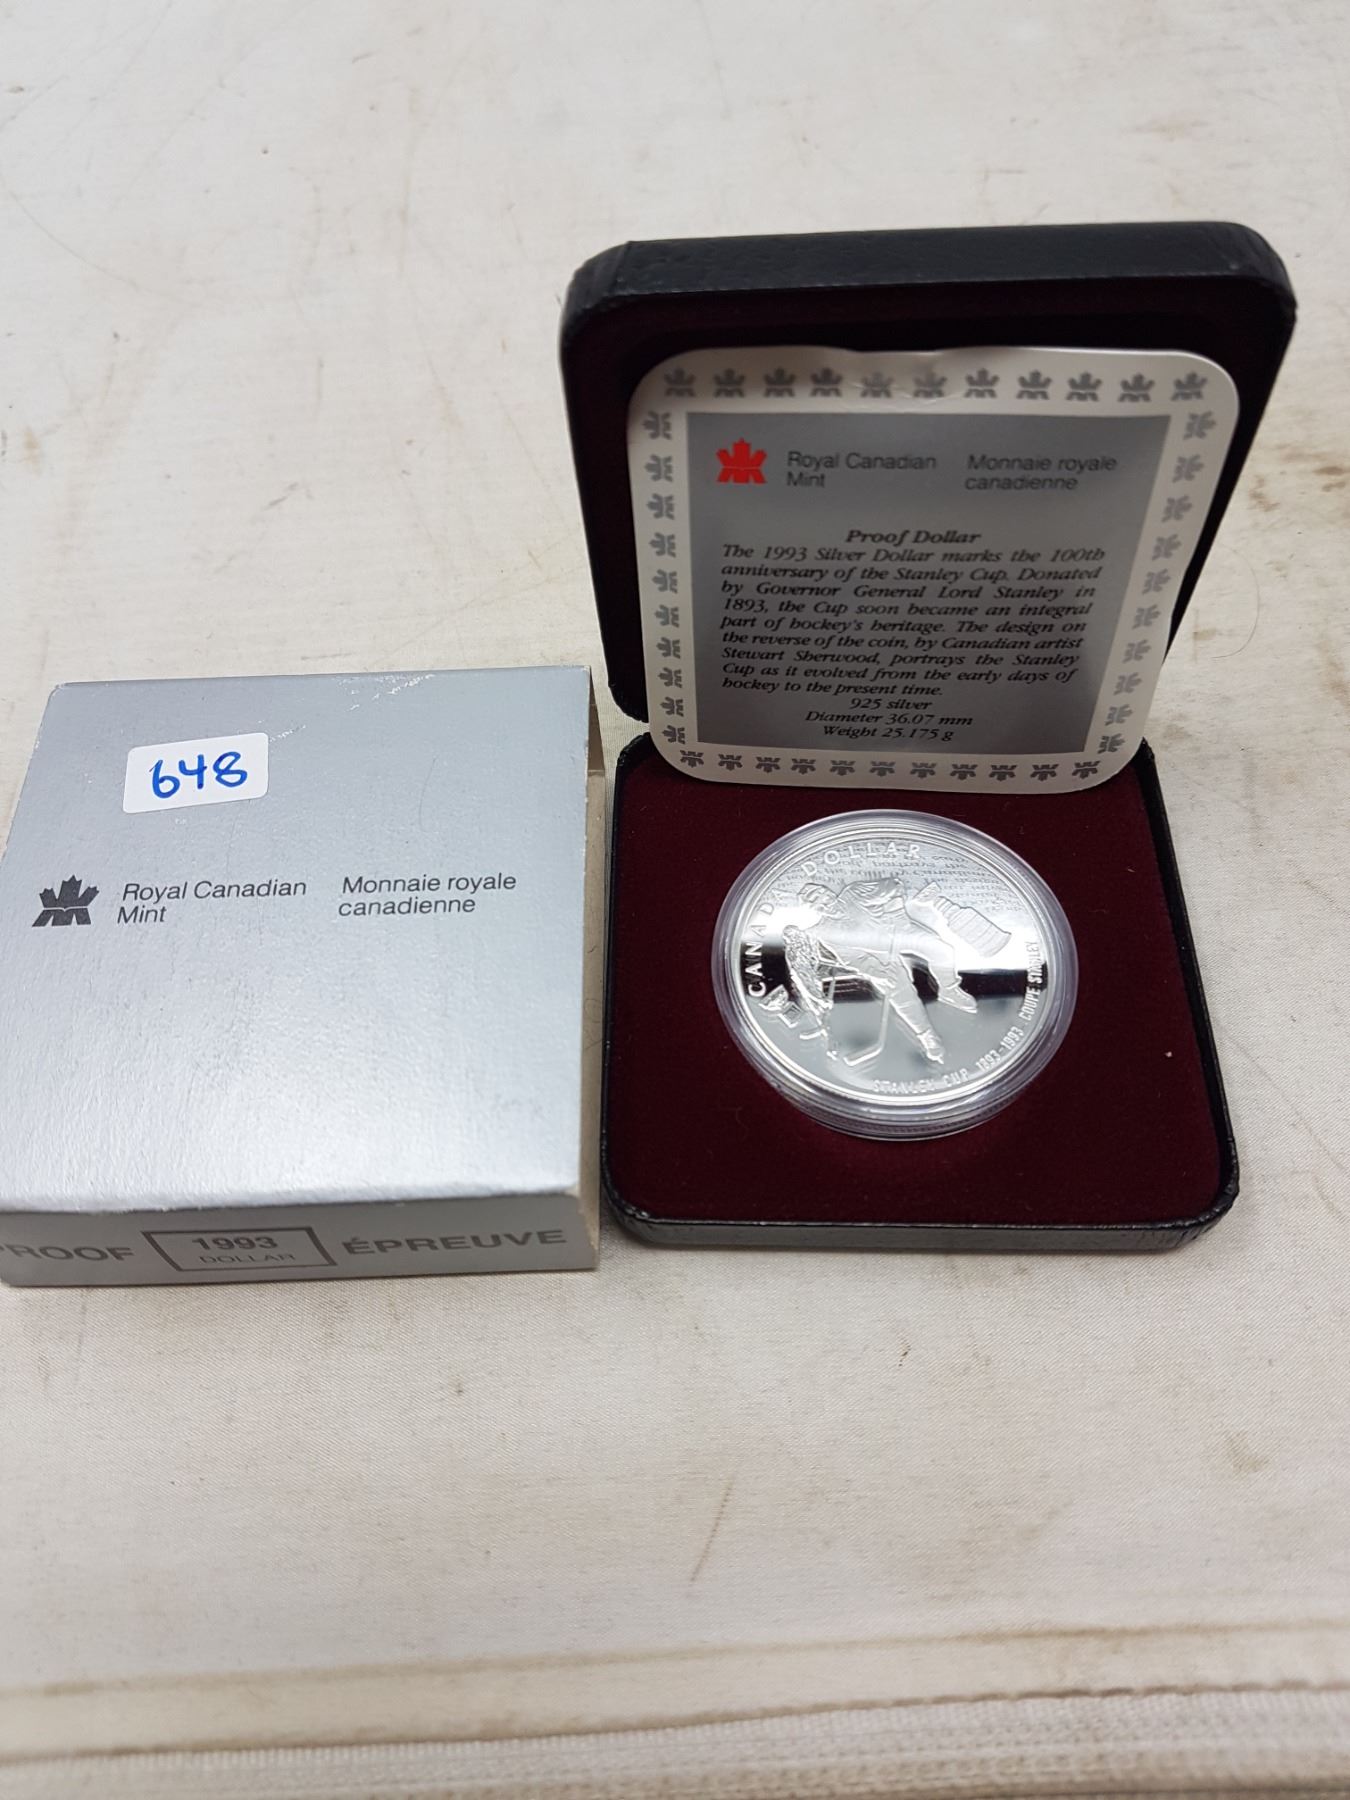 Royal Canadian Monnaie royale
Mint canadienne
Proof Dollar
The 1993 Silver Dollar marks the 100th
anniversary of the Stanley Cup. Donated
by Governor General Lord Stanley in
1893, the Cup soon became an integral
part of hockey's heritage. The design on
the reverse of the coin, by Canadian artist
Stewart Sherwood, portrays the Stanley
Cup as it evolved from the early days of
hockey to the present time.
925 silver
Diameter 36.07 mm
Weight 25.175 g
648
Royal Canadian Monnaie royale
Mint canadienne
PROOF 1993 ÉPREUVE
DOLLAR
CANADA DOLLAR
STANLEY CUP 1893-1993 COUPE STANLEY